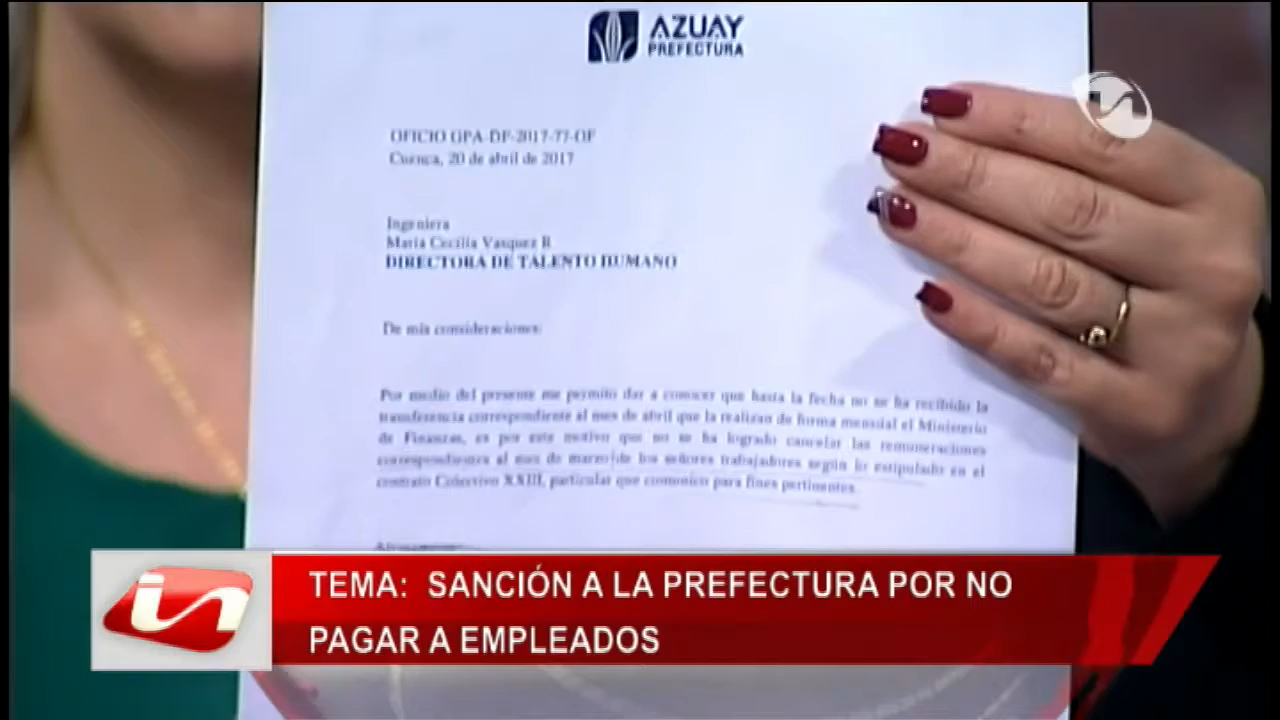 AZUAY
PREFECTURA
OFICIO GPA-DF-2017-77-OF
Cuenca, 20 de abril de 2017
Ingeniera
María Cecilia Vasquez R
DIRECTORA DE TALENTO HUMANO
De mis consideraciones:
Por medio del presente me permito dar a conocer que hasta la fecha no se ha recibido la
transferencia correspondiente al mes de abril que la realizan de forma mensual el Ministerio
de Finanzas, es por este motivo que no se ha logrado cancelar las remuneraciones
correspondientes al mes de marzo de los señores trabajadores según lo estipulado en el
contrato Colectivo XXIII, particular que comunico para fines pertinentes.
TEMA: SANCIÓN A LA PREFECTURA POR NO
PAGAR A EMPLEADOS